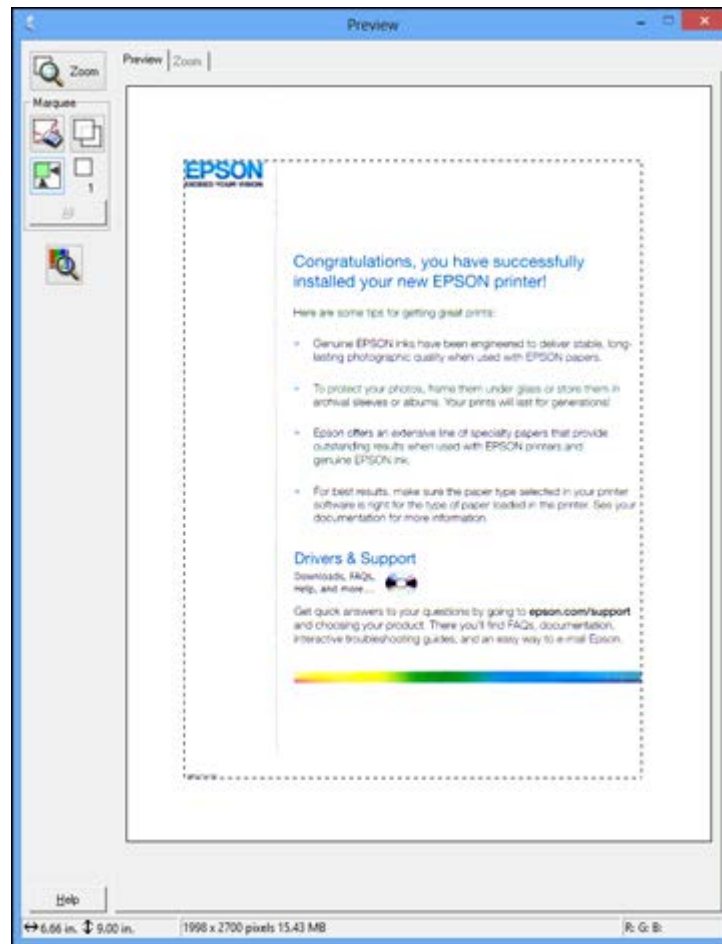 Preview
Zoom
Preview
Zoom
Marquee
1
All
EPSON
EXCEED YOUR VISION
Congratulations, you have successfully
installed your new EPSON printer!
Here are some tips for getting great prints:
Genuine EPSON inks have been engineered to deliver stable, long-
lasting photographic quality when used with EPSON papers.
To protect your photos, frame them under glass or store them in
archival sleeves or albums. Your prints will last for generations!
Epson offers an extensive line of specialty papers that provide
outstanding results when used with EPSON printers and
genuine EPSON ink.
For best results, make sure the paper type selected in your printer
software is right for the type of paper loaded in the printer. See your
documentation for more information.
Drivers & Support
Downloads, FAQs,
Help, and more...
Get quick answers to your questions by going to epson.com/support
and choosing your product. There you'll find FAQs, documentation,
interactive troubleshooting guides, and an easy way to e-mail Epson.
Help
6.66 in. 9.00 in.
1998 x 2700 pixels 15.43 MB
R: G: B: